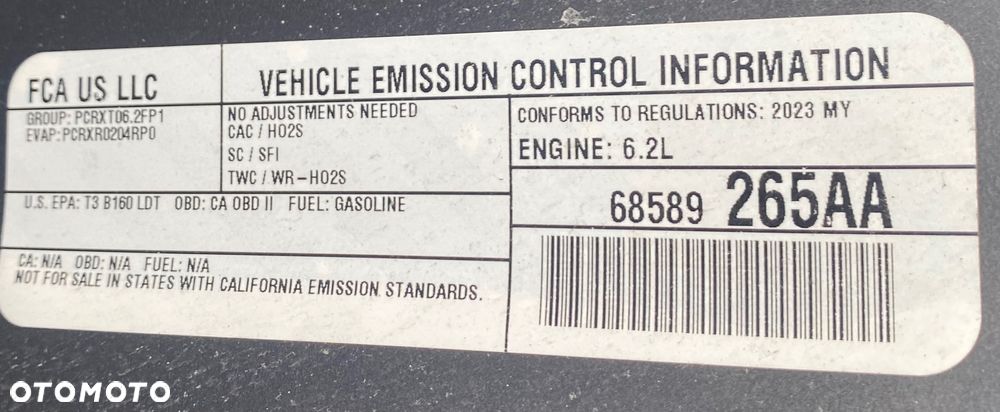 FCA US LLC
GROUP: PCRXT06.2FP1
EVAP: PCRXR0204RP0
VEHICLE EMISSION CONTROL INFORMATION
NO ADJUSTMENTS NEEDED
CAC / HO2S
SC / SFI
TWC / WR-HO2S
CONFORMS TO REGULATIONS: 2023 MY
ENGINE: 6.2L
U.S. EPA: T3 B160 LDT OBD: CA OBD II FUEL: GASOLINE
68589 265AA
CA: N/A OBD: N/A FUEL: N/A
NOT FOR SALE IN STATES WITH CALIFORNIA EMISSION STANDARDS.
OTOMOTO